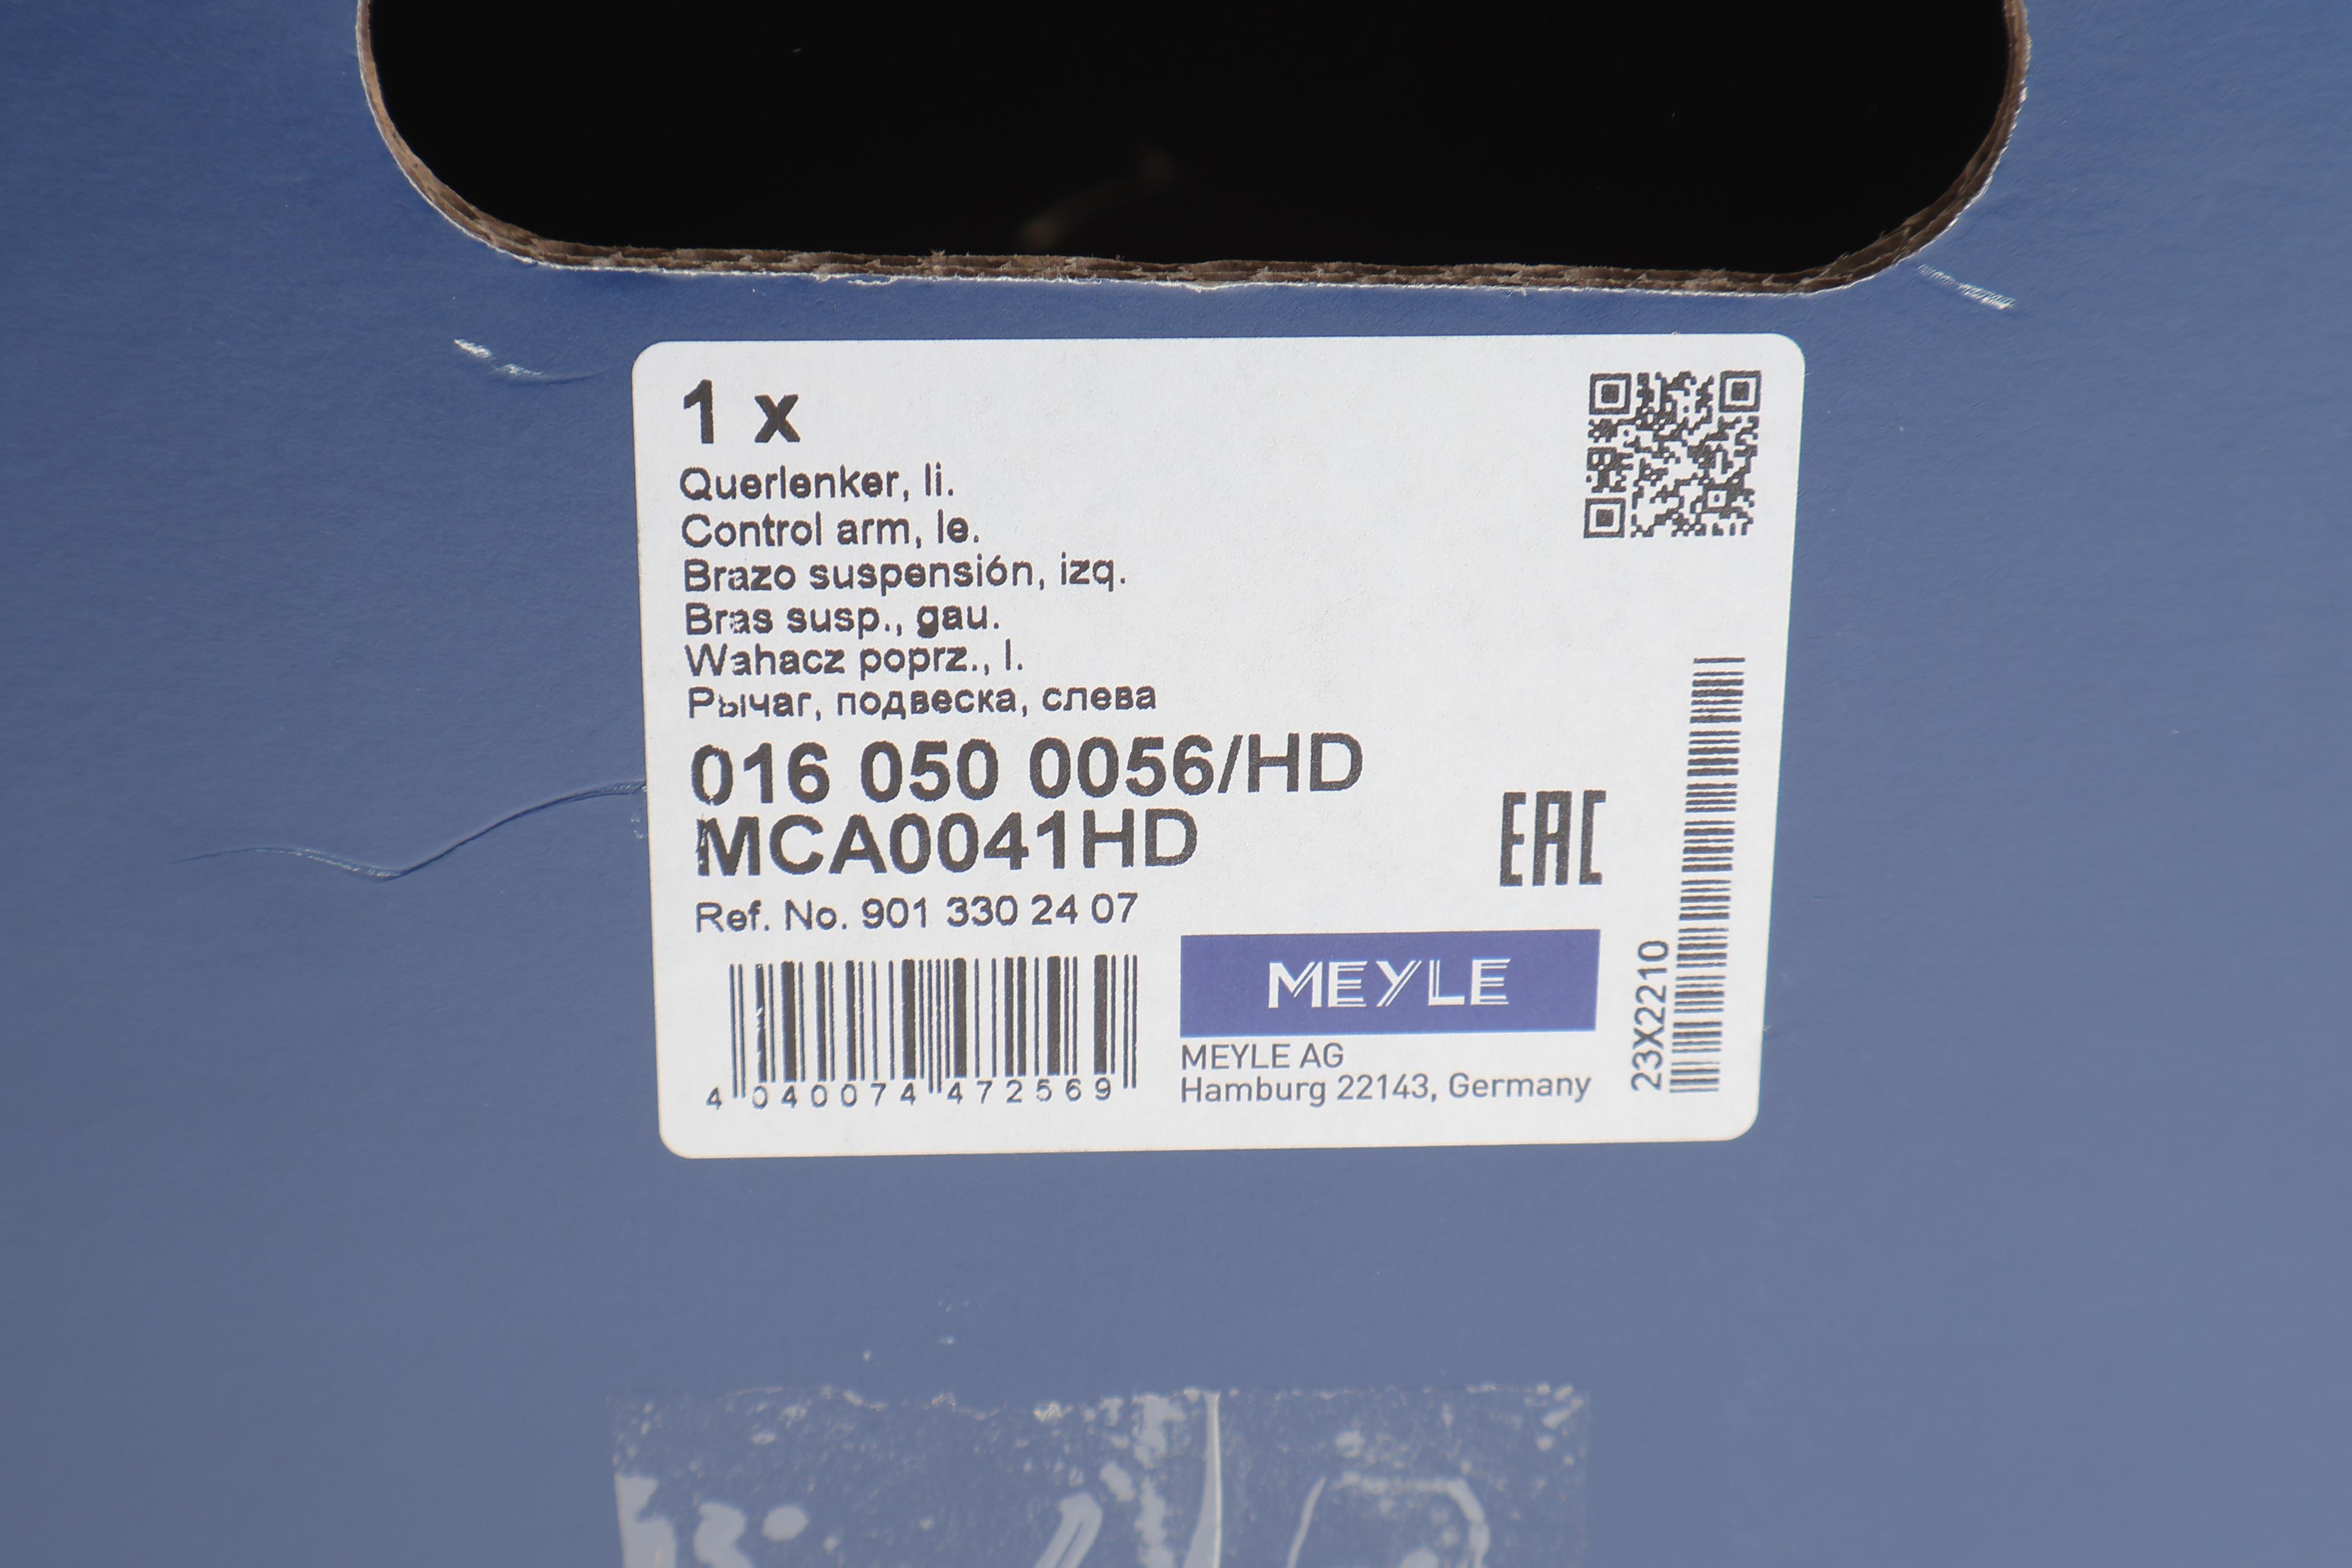 1 x
Querlenker, li.
Control arm, le.
Brazo suspensión, izq.
Bras susp., gau.
Wahacz poprz., l.
Рычаг, подвеска, слева
016 050 0056/HD
MCA0041HD
Ref. No. 901 330 24 07
EAC
4 040074 472569
MEYLE
MEYLE AG
Hamburg 22143, Germany
23X2210